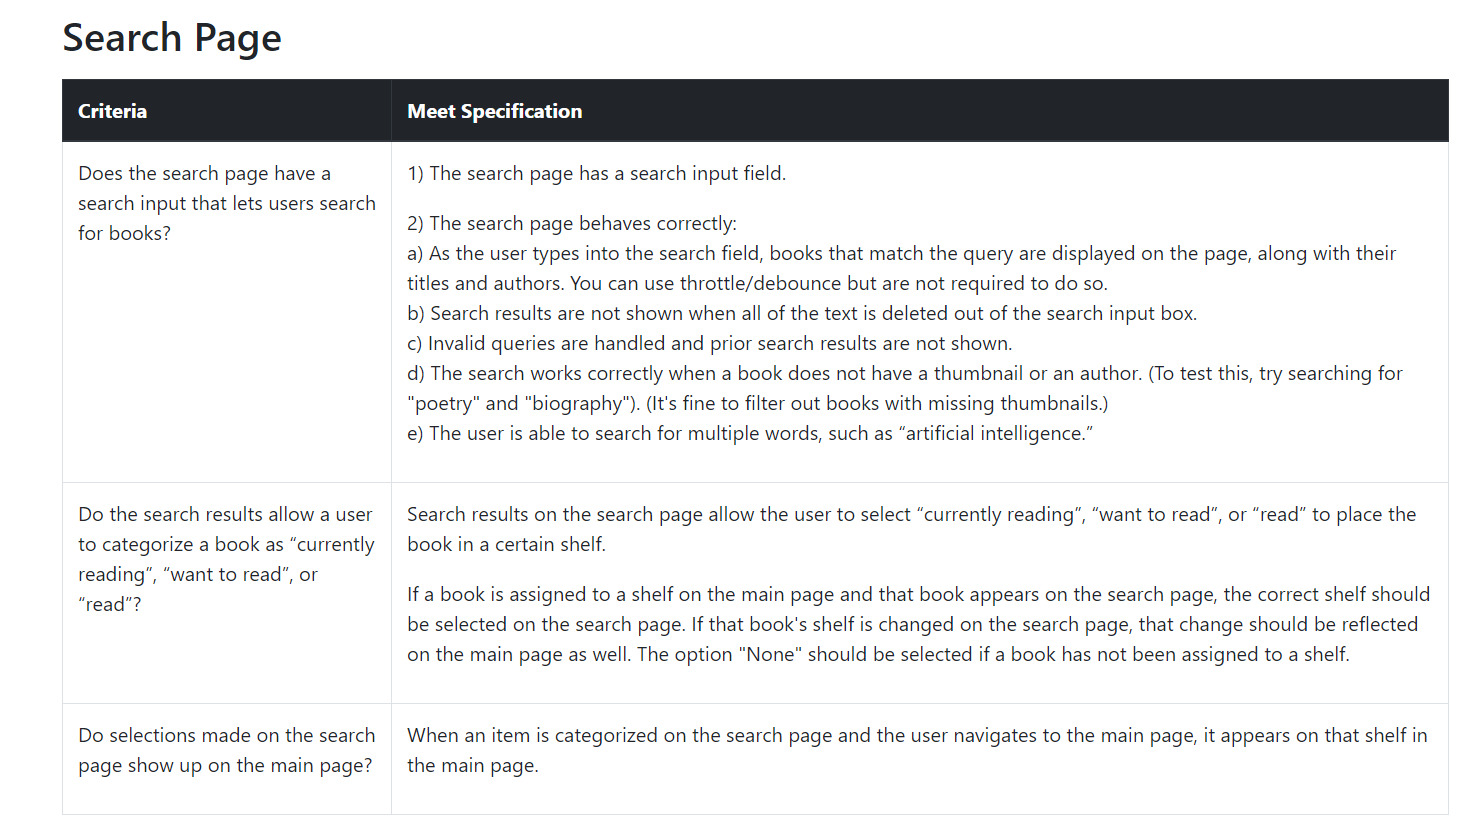 Search Page
Criteria
Meet Specification
Does the search page have a
search input that lets users search
for books?
1) The search page has a search input field.
2) The search page behaves correctly:
a) As the user types into the search field, books that match the query are displayed on the page, along with their
titles and authors. You can use throttle/debounce but are not required to do so.
b) Search results are not shown when all of the text is deleted out of the search input box.
c) Invalid queries are handled and prior search results are not shown.
d) The search works correctly when a book does not have a thumbnail or an author. (To test this, try searching for
"poetry" and "biography"). (It's fine to filter out books with missing thumbnails.)
e) The user is able to search for multiple words, such as “artificial intelligence.”
Do the search results allow a user
to categorize a book as “currently
reading”, “want to read”, or
“read”?
Search results on the search page allow the user to select “currently reading”, “want to read”, or “read” to place the
book in a certain shelf.
If a book is assigned to a shelf on the main page and that book appears on the search page, the correct shelf should
be selected on the search page. If that book's shelf is changed on the search page, that change should be reflected
on the main page as well. The option "None" should be selected if a book has not been assigned to a shelf.
Do selections made on the search
page show up on the main page?
When an item is categorized on the search page and the user navigates to the main page, it appears on that shelf in
the main page.